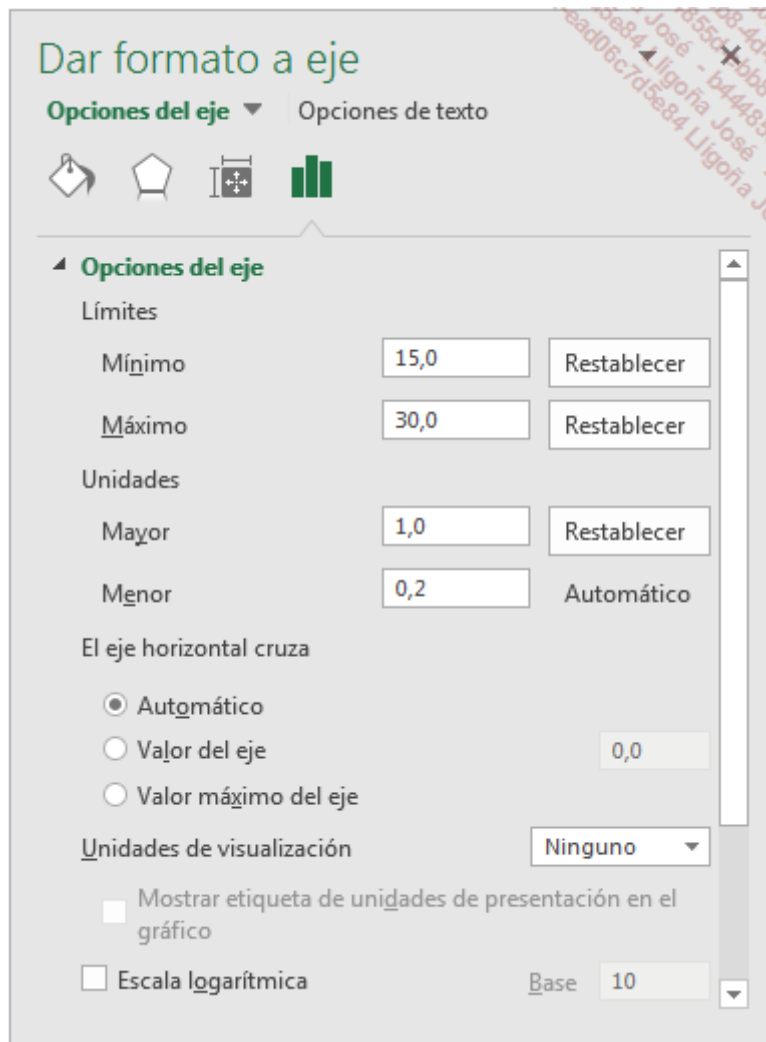 Dar formato a eje
Opciones del eje Opciones de texto
Opciones del eje
Límites
Mínimo 15,0 Restablecer
Máximo 30,0 Restablecer
Unidades
Mayor 1,0 Restablecer
Menor 0,2 Automático
El eje horizontal cruza
Automático
Valor del eje 0,0
Valor máximo del eje
Unidades de visualización Ninguno
Mostrar etiqueta de unidades de presentación en el
gráfico
Escala logarítmica Base 10